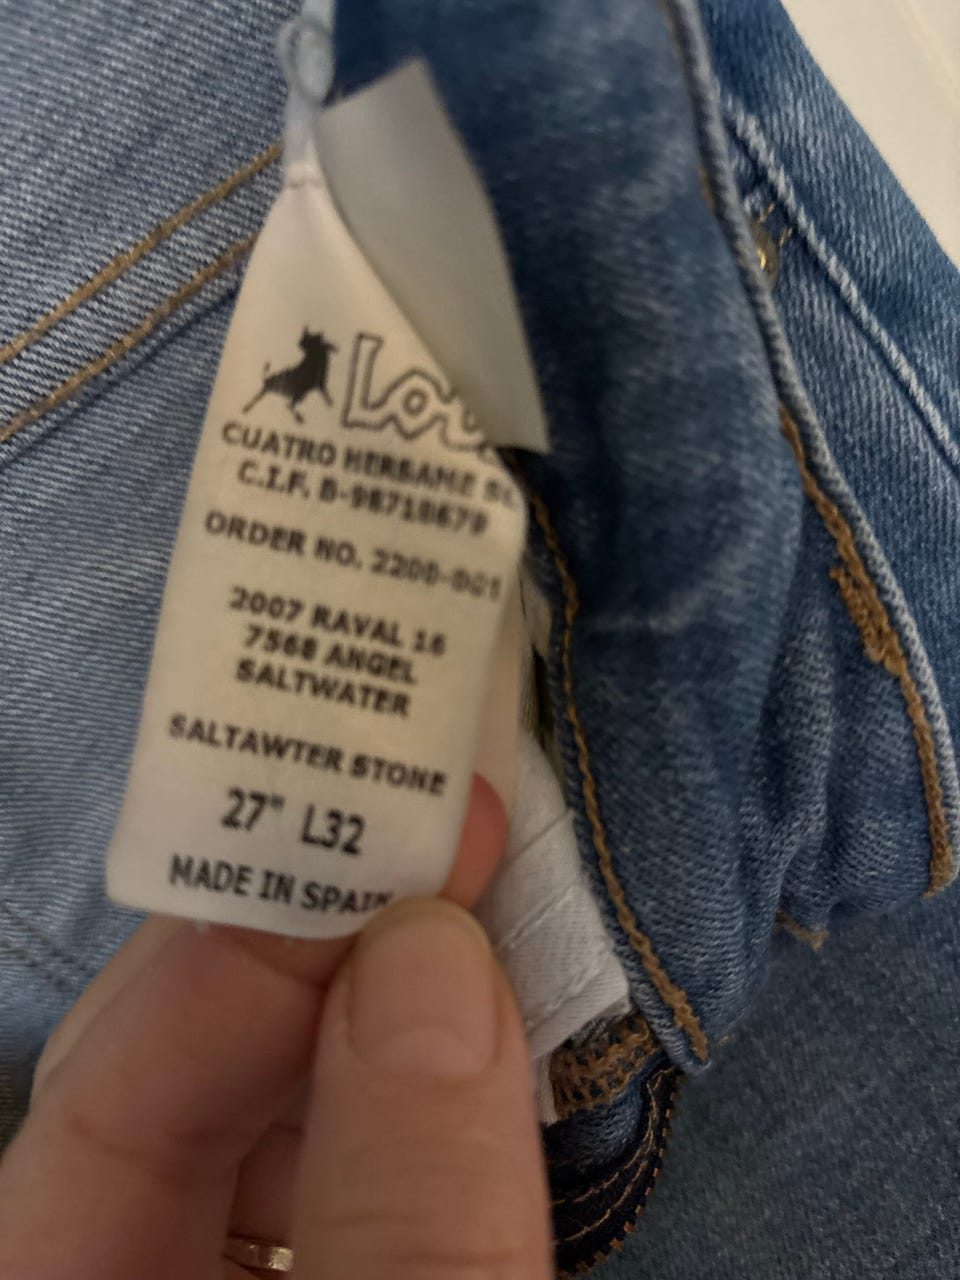 Lo
CUATRO HERBAME SL
C.I.F. B-98718679
ORDER NO. 2200-001
2007 RAVAL 16
7568 ANGEL
SALTWATER
SALTAWTER STONE
27" L32
MADE IN SPAIN